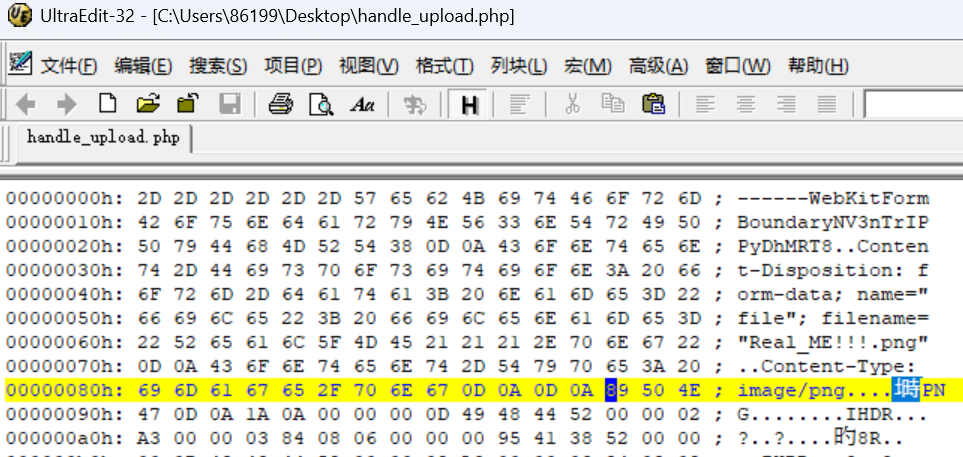 UltraEdit-32 - [C:\Users\86199\Desktop\handle_upload.php]
文件(F) 编辑(E) 搜索(S) 项目(P) 视图(V) 格式(T) 列块(L) 宏(M) 高级(A) 窗口(W) 帮助(H)
handle_upload.php
00000000h: 2D 2D 2D 2D 2D 2D 57 65 62 4B 69 74 46 6F 72 6D ; ------WebKitForm
00000010h: 42 6F 75 6E 64 61 72 79 4E 56 33 6E 54 72 49 50 ; BoundaryNV3nTrIP
00000020h: 50 79 44 68 4D 52 54 38 0D 0A 43 6F 6E 74 65 6E ; PyDhMRT8..Conten
00000030h: 74 2D 44 69 73 70 6F 73 69 74 69 6F 6E 3A 20 66 ; t-Disposition: f
00000040h: 6F 72 6D 2D 64 61 74 61 3B 20 6E 61 6D 65 3D 22 ; orm-data; name="
00000050h: 66 69 6C 65 22 3B 20 66 69 6C 65 6E 61 6D 65 3D ; file"; filename=
00000060h: 22 52 65 61 6C 5F 4D 45 21 21 21 2E 70 6E 67 22 ; "Real_ME!!!.png"
00000070h: 0D 0A 43 6F 6E 74 65 6E 74 2D 54 79 70 65 3A 20 ; ..Content-Type:
00000080h: 69 6D 61 67 65 2F 70 6E 67 0D 0A 0D 0A 89 50 4E ; image/png....塒PN
00000090h: 47 0D 0A 1A 0A 00 00 00 0D 49 48 44 52 00 00 02 ; G........IHDR...
000000a0h: A3 00 00 03 84 08 06 00 00 00 95 41 38 52 00 00 ; ?..?....旳8R..